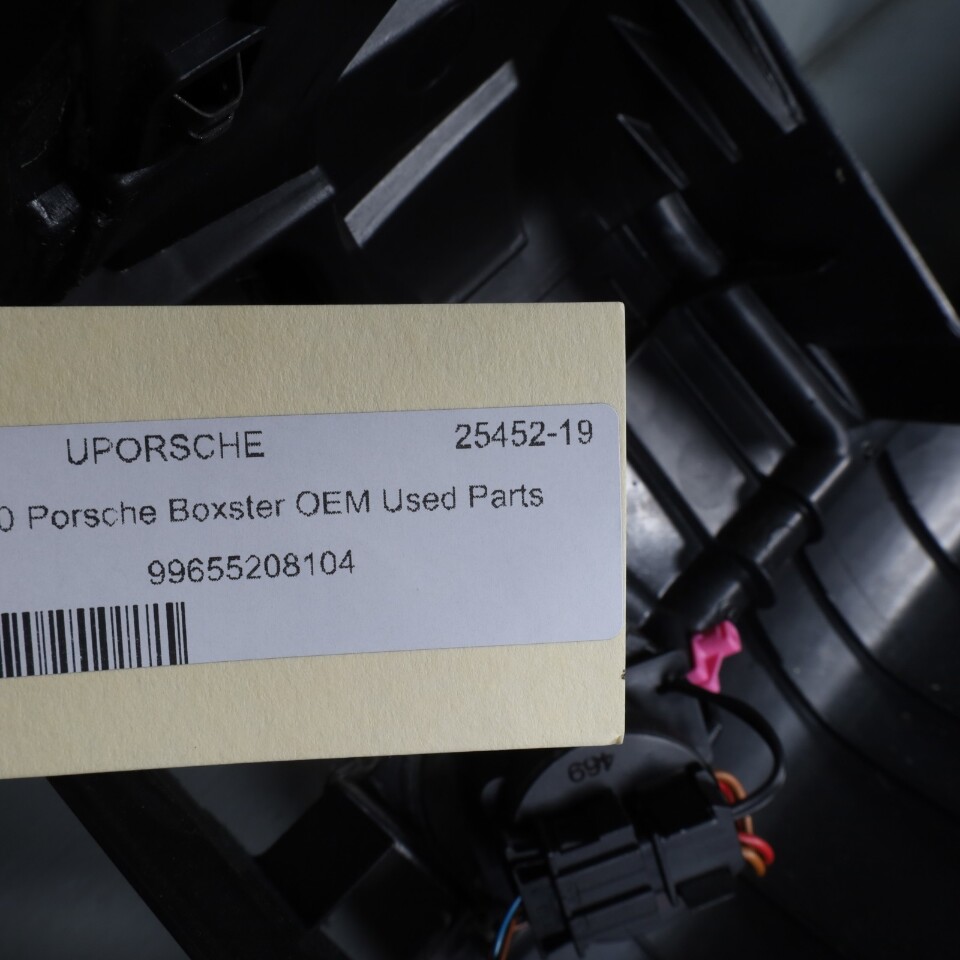 UPORSCHE 25452-19
0 Porsche Boxster OEM Used Parts
99655208104
469